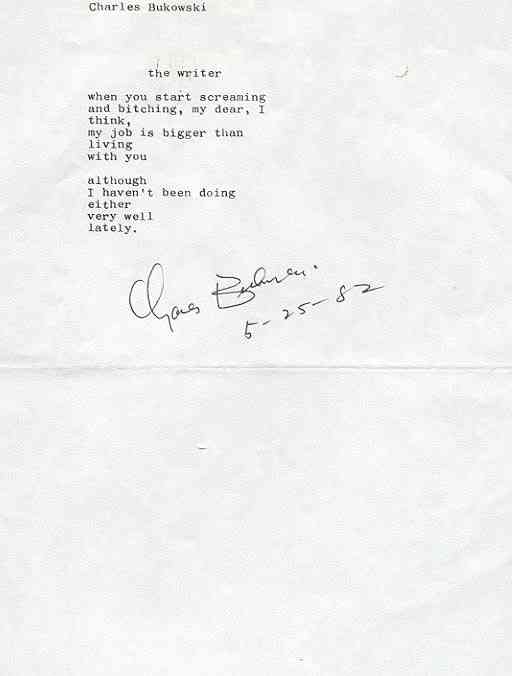 Charles Bukowski
the writer
when you start screaming
and bitching, my dear, I
think,
my job is bigger than
living
with you
although
I haven't been doing
either
very well
lately.
Charles Bukowski
5-25-82